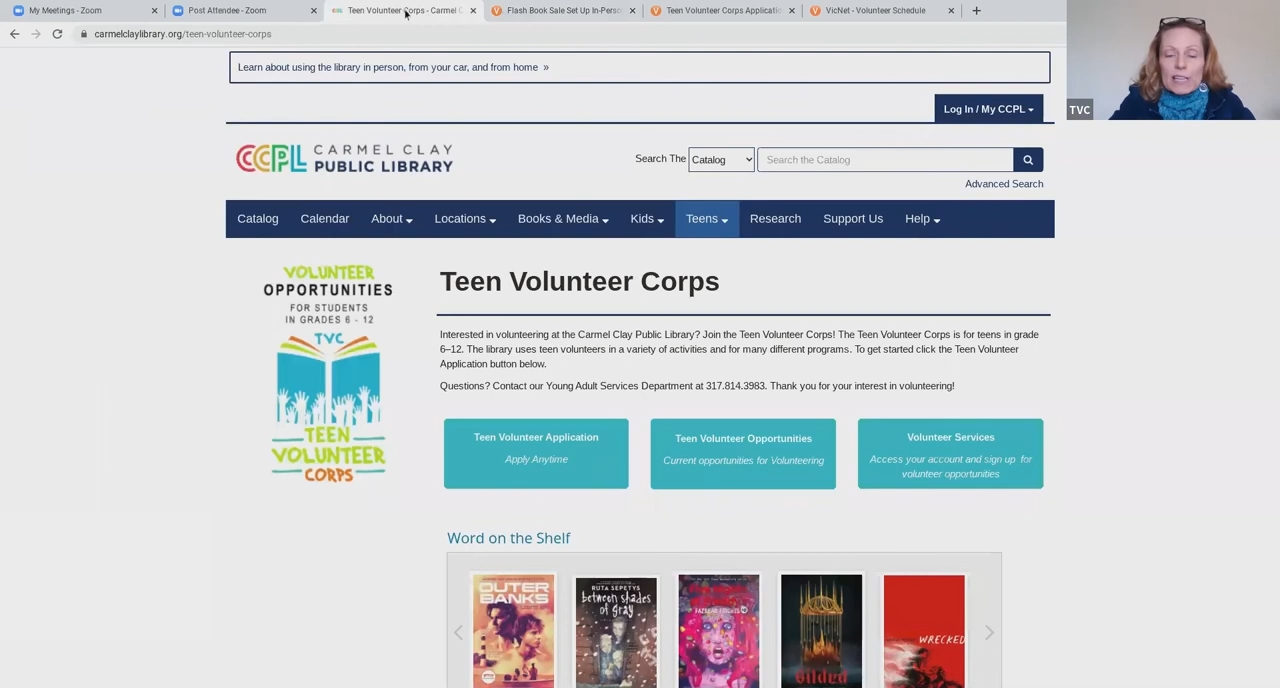 My Meetings - Zoom
Post Attendee - Zoom
Teen Volunteer Corps - Carmel C
Flash Book Sale Set Up In-Perso
Teen Volunteer Corps Applicatio
VicNet - Volunteer Schedule
carmelclaylibrary.org/teen-volunteer-corps
Learn about using the library in person, from your car, and from home »
TVC
Log In / My CCPL
CCPL CARMEL CLAY
PUBLIC LIBRARY
Search The Catalog Search the Catalog
Advanced Search
Catalog Calendar About Locations Books & Media Kids Teens Research Support Us Help
VOLUNTEER
OPPORTUNITIES
FOR STUDENTS
IN GRADES 6 - 12
TVC
TEEN
VOLUNTEER
CORPS
Teen Volunteer Corps
Interested in volunteering at the Carmel Clay Public Library? Join the Teen Volunteer Corps! The Teen Volunteer Corps is for teens in grade
6–12. The library uses teen volunteers in a variety of activities and for many different programs. To get started click the Teen Volunteer
Application button below.
Questions? Contact our Young Adult Services Department at 317.814.3983. Thank you for your interest in volunteering!
Teen Volunteer Application
Apply Anytime
Teen Volunteer Opportunities
Current opportunities for Volunteering
Volunteer Services
Access your account and sign up for
volunteer opportunities
Word on the Shelf
OUTER
BANKS
RUTA SEPETYS
between shades
of gray
gilded
WRECKED